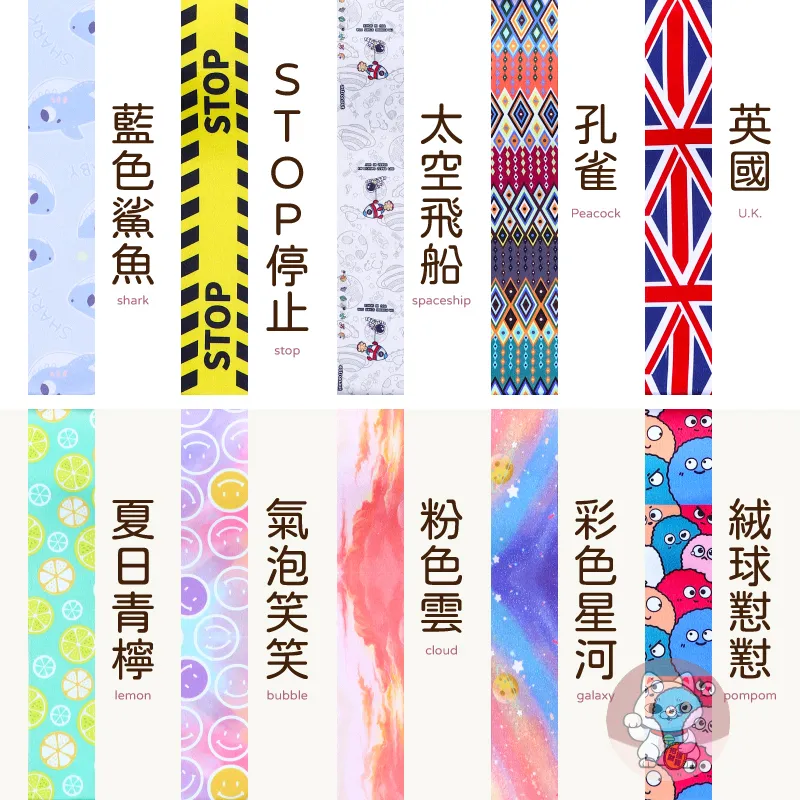 SHARK
藍色鯊魚
shark
STOP
STOP
STOP停止
stop
太空飛船
spaceship
孔雀
Peacock
英國
U.K.
夏日青檸
lemon
氣泡笑笑
bubble
粉色雲
cloud
彩色星河
galaxy
絨球懟懟
pompom